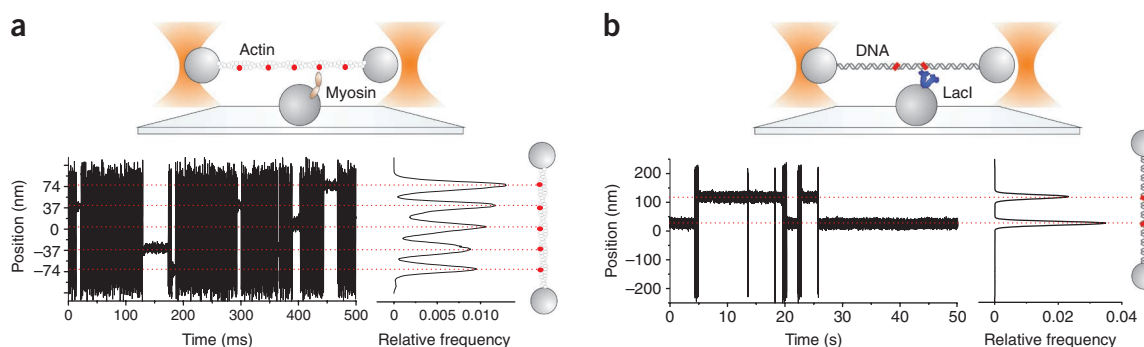 a
Actin
Myosin
Position (nm)
74
37
0
−37
−74
0 100 200 300 400 500
Time (ms)
0 0.005 0.010
Relative frequency
b
DNA
LacI
Position (nm)
200
100
0
−100
−200
0 10 20 30 40 50
Time (s)
0 0.02 0.04
Relative frequency